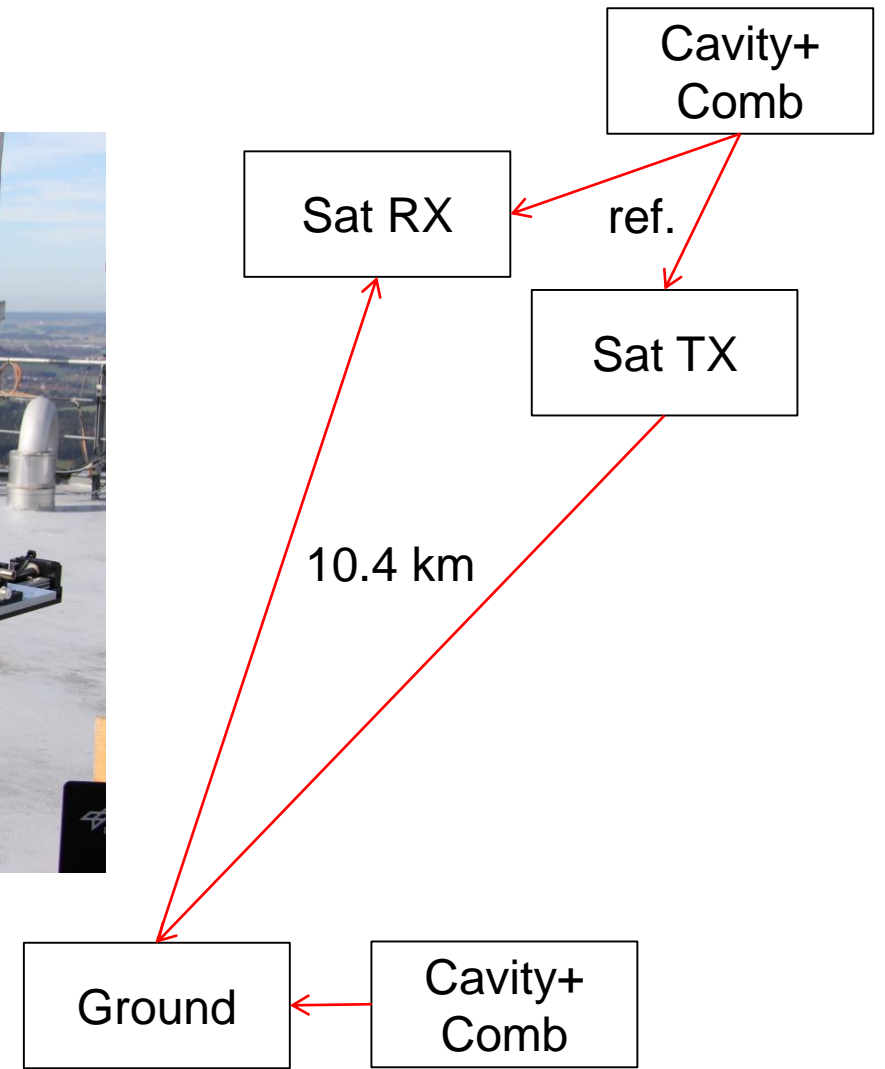 Cavity+
Comb
Sat RX
ref.
Sat TX
10.4 km
Ground
Cavity+
Comb